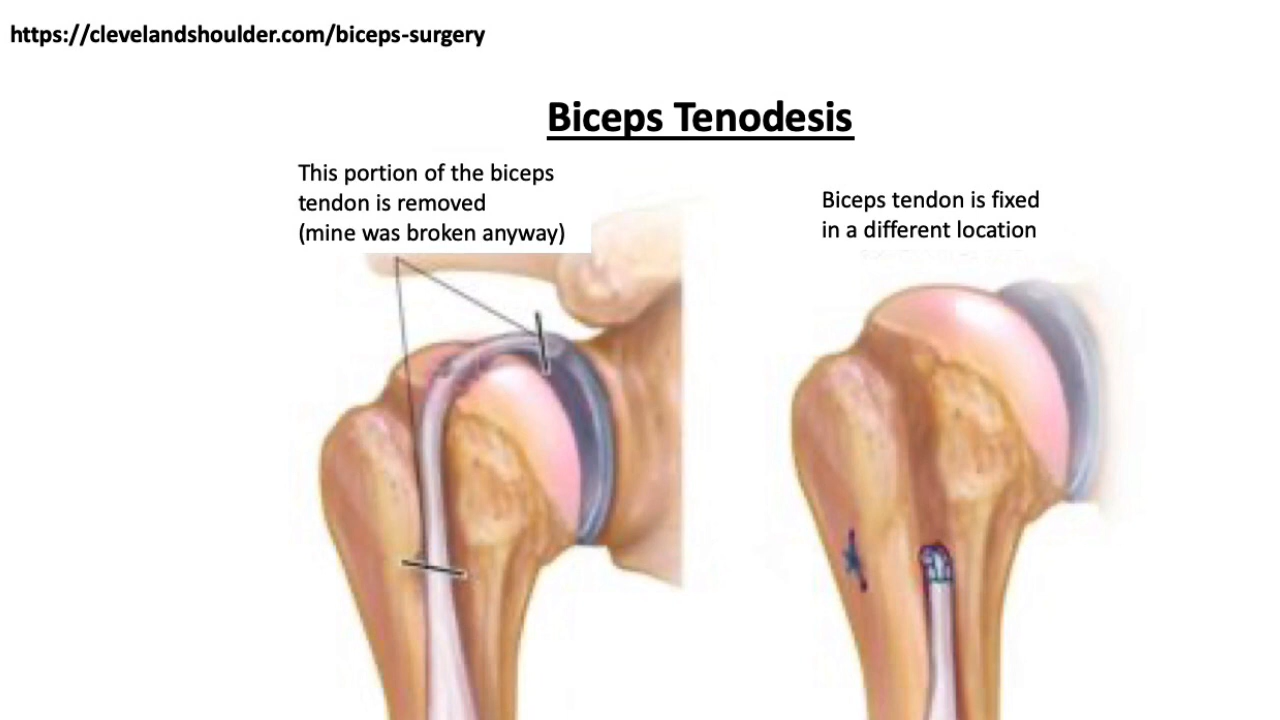 https://clevelandshoulder.com/biceps-surgery
Biceps Tenodesis
This portion of the biceps
tendon is removed
(mine was broken anyway)
Biceps tendon is fixed
in a different location